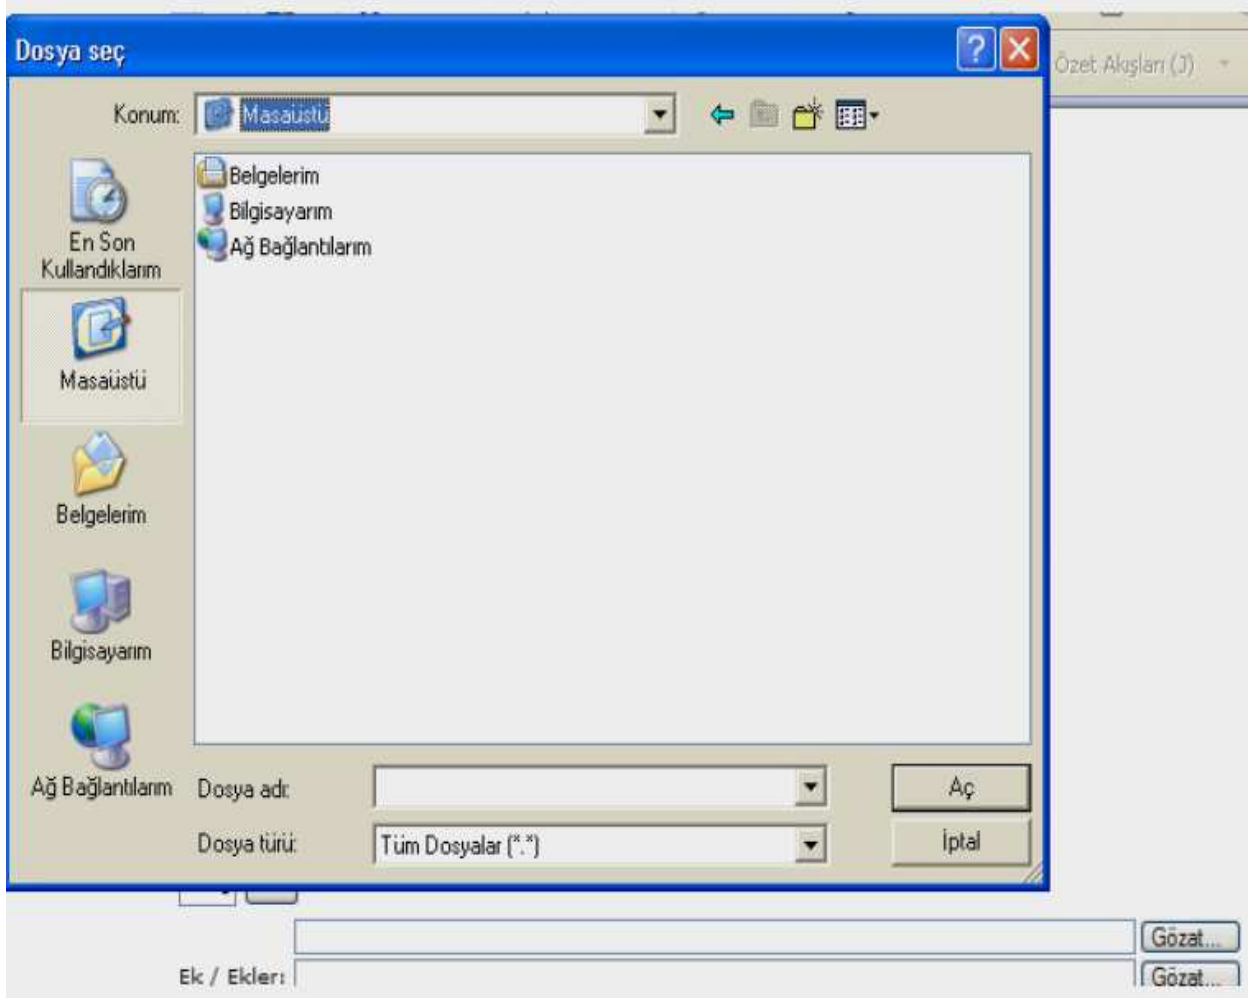 Dosya seç
Özet Akışları (J)
Konum:
Masaüstü
Belgelerim
Bilgisayarım
Ağ Bağlantılarım
En Son
Kullandıklarım
Masaüstü
Belgelerim
Bilgisayarım
Ağ Bağlantılarım
Dosya adı:
Aç
Dosya türü:
Tüm Dosyalar (*.*)
İptal
Gözat...
Ek / Ekler:
Gözat...